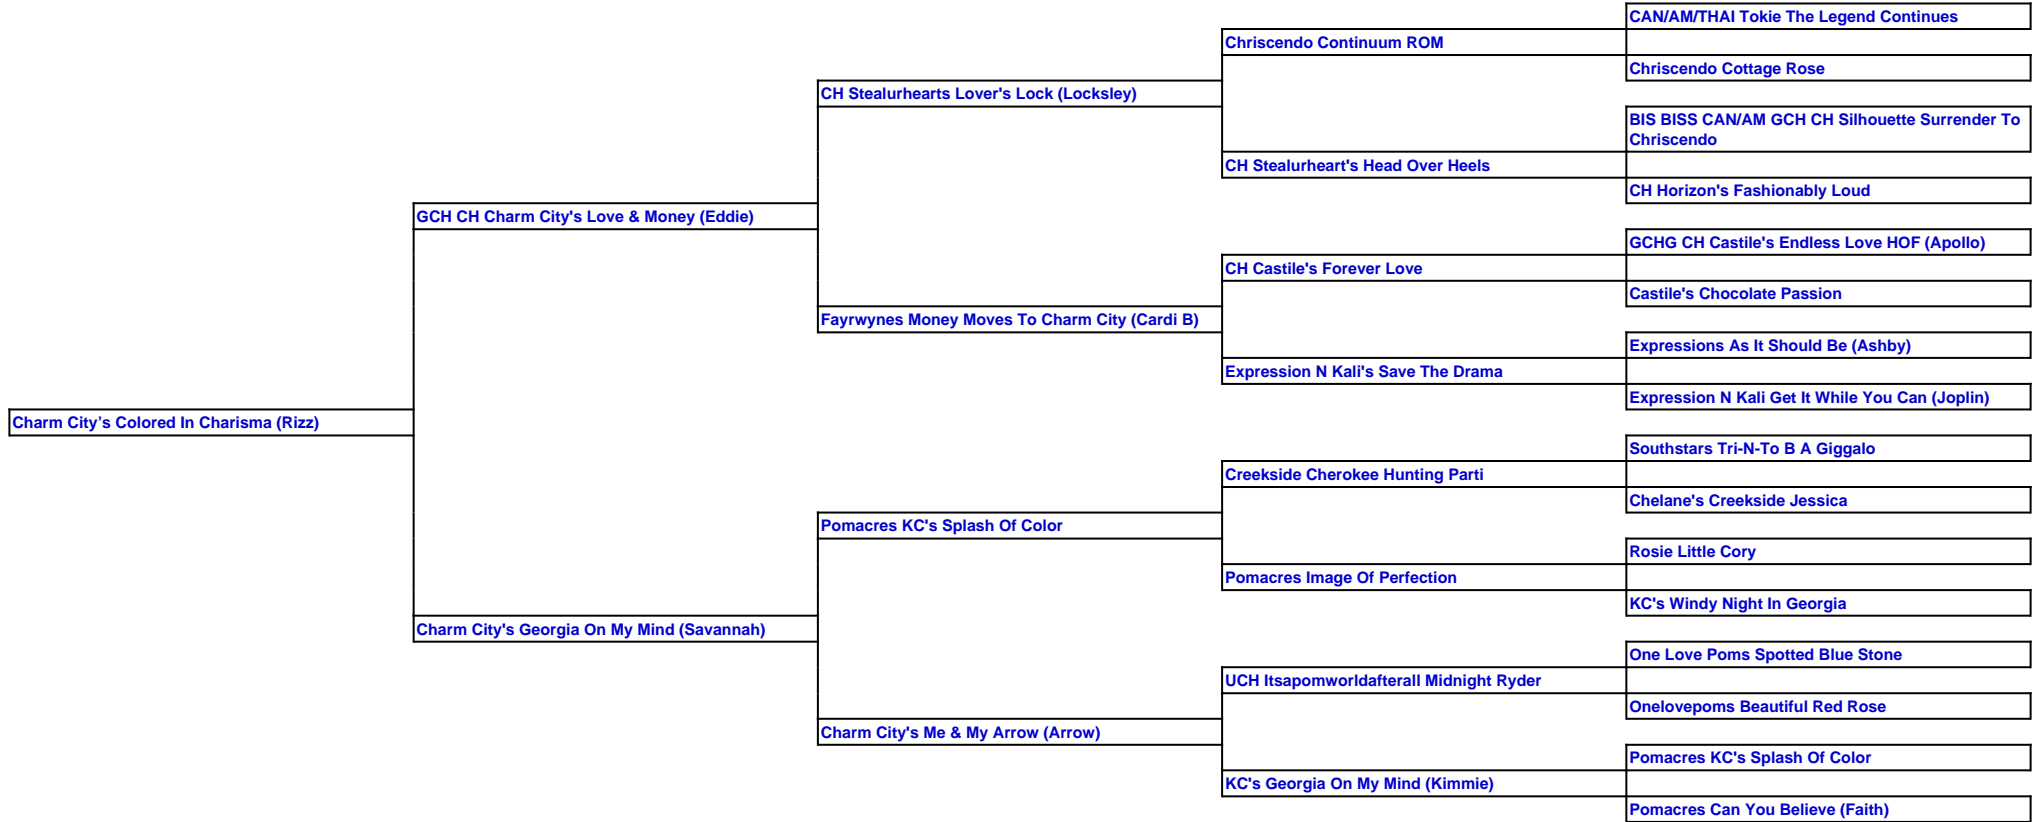 CAN/AM/THAI Tokie The Legend Continues
Chriscendo Continuum ROM
Chriscendo Cottage Rose
CH Stealurhearts Lover's Lock (Locksley)
BIS BISS CAN/AM GCH CH Silhouette Surrender To
Chriscendo
CH Stealurheart's Head Over Heels
CH Horizon's Fashionably Loud
GCH CH Charm City's Love & Money (Eddie)
GCHG CH Castile's Endless Love HOF (Apollo)
CH Castile's Forever Love
Castile's Chocolate Passion
Fayrwynes Money Moves To Charm City (Cardi B)
Expressions As It Should Be (Ashby)
Expression N Kali's Save The Drama
Expression N Kali Get It While You Can (Joplin)
Charm City’s Colored In Charisma (Rizz)
Southstars Tri-N-To B A Giggalo
Creekside Cherokee Hunting Parti
Chelane's Creekside Jessica
Pomacres KC's Splash Of Color
Rosie Little Cory
Pomacres Image Of Perfection
KC's Windy Night In Georgia
Charm City's Georgia On My Mind (Savannah)
One Love Poms Spotted Blue Stone
UCH Itsapomworldafterall Midnight Ryder
Onelovepoms Beautiful Red Rose
Charm City's Me & My Arrow (Arrow)
Pomacres KC's Splash Of Color
KC's Georgia On My Mind (Kimmie)
Pomacres Can You Believe (Faith)